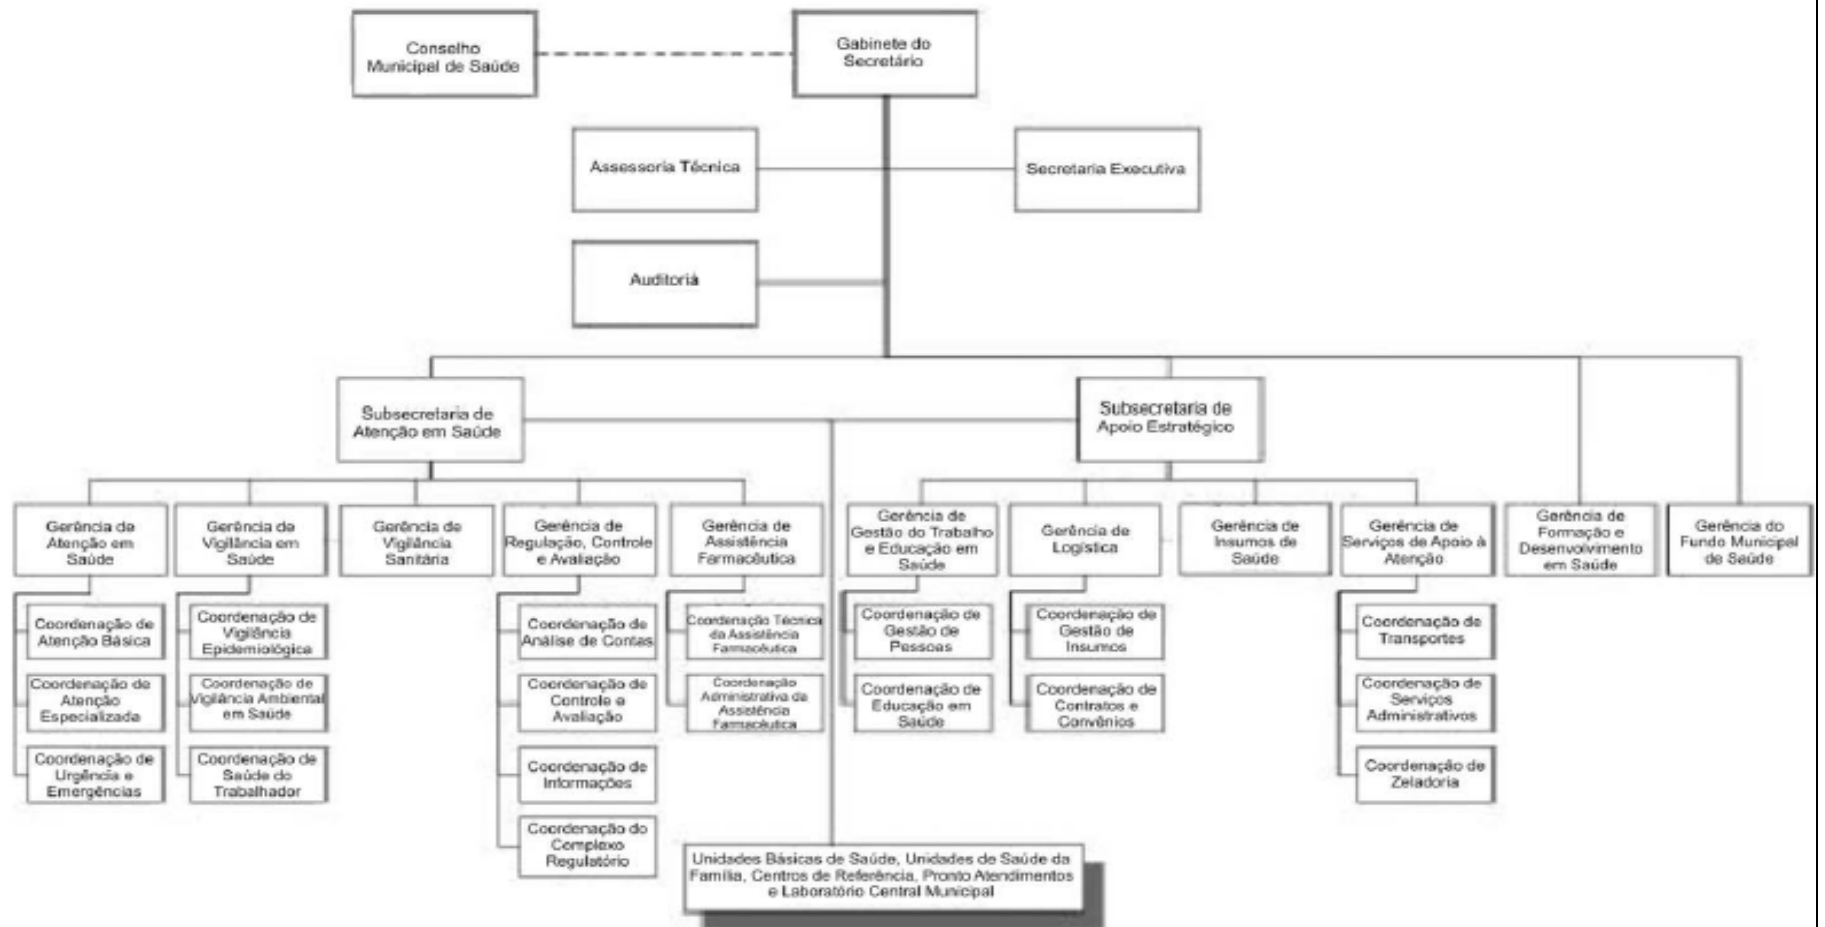 Conselho
Municipal de Saúde
Gabinete do
Secretário
Assessoria Técnica
Secretaria Executiva
Auditoria
Subsecretaria de
Atenção em Saúde
Subsecretaria de
Apoio Estratégico
Gerência de
Atenção em
Saúde
Gerência de
Vigilância em
Saúde
Gerência de
Vigilância
Sanitária
Gerência de
Regulação, Controle
e Avaliação
Gerência de
Assistência
Farmacêutica
Gerência de
Gestão do Trabalho
e Educação em
Saúde
Gerência de
Logística
Gerência de
Insumos de
Saúde
Gerência de
Serviços de Apoio à
Atenção
Gerência de
Formação e
Desenvolvimento
em Saúde
Gerência do
Fundo Municipal
de Saúde
Coordenação de
Atenção Básica
Coordenação de
Atenção
Especializada
Coordenação de
Urgência e
Emergências
Coordenação de
Vigilância
Epidemiológica
Coordenação de
Vigilância Ambiental
em Saúde
Coordenação de
Saúde do
Trabalhador
Coordenação de
Análise de Contas
Coordenação de
Controle e
Avaliação
Coordenação de
Informações
Coordenação do
Complexo
Regulatório
Coordenação Técnica
da Assistência
Farmacêutica
Coordenação
Administrativa da
Assistência
Farmacêutica
Coordenação de
Gestão de
Pessoas
Coordenação de
Educação em
Saúde
Coordenação de
Gestão de
Insumos
Coordenação de
Contratos e
Convênios
Coordenação de
Transportes
Coordenação de
Serviços
Administrativos
Coordenação de
Zeladoria
Unidades Básicas de Saúde, Unidades de Saúde da
Família, Centros de Referência, Pronto Atendimentos
e Laboratório Central Municipal